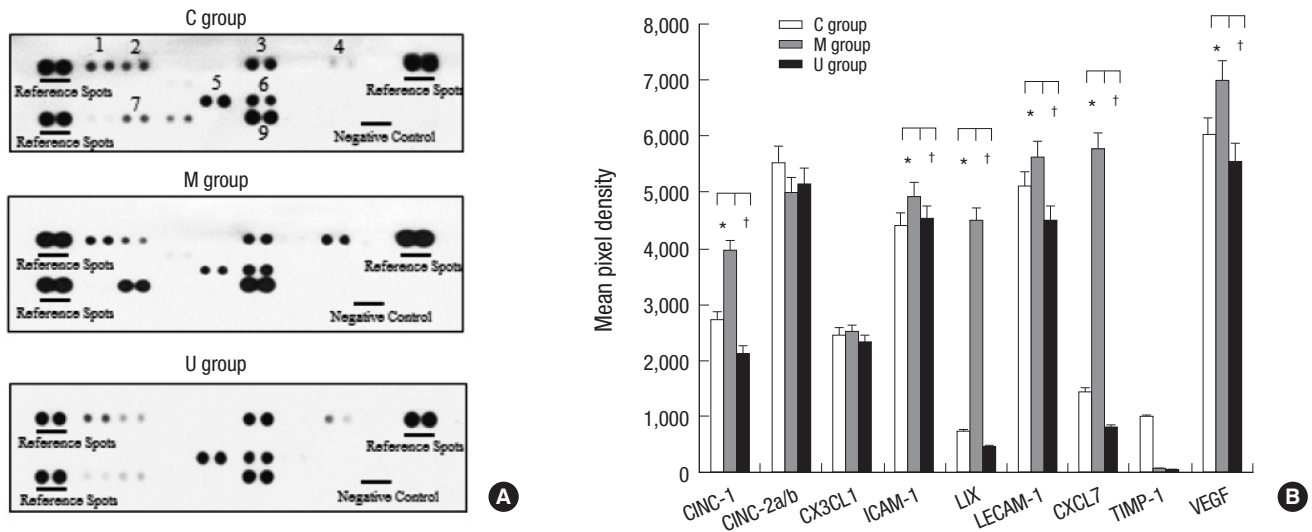 C group
1 2 3 4
Reference Spots
Reference Spots
5 6
7
Reference Spots
9
Negative Control
M group
Reference Spots
Reference Spots
Reference Spots
Negative Control
U group
Reference Spots
Reference Spots
Reference Spots
Negative Control
A
Mean pixel density
8,000
7,000
6,000
5,000
4,000
3,000
2,000
1,000
0
C group
M group
U group
* †
* †
* †
* †
* †
* †
CINC-1
CINC-2a/b
CX3CL1
ICAM-1
LIX
LECAM-1
CXCL7
TIMP-1
VEGF
B